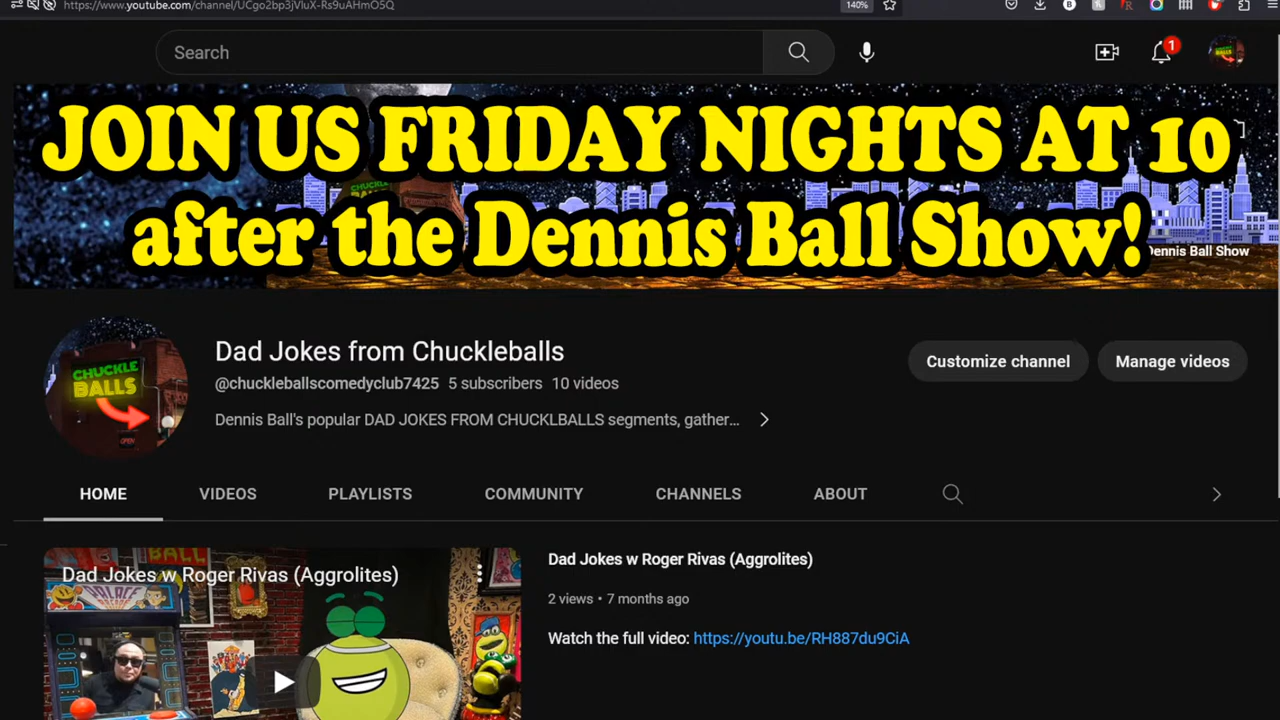 https://www.youtube.com/channel/UCgo2bp3jVluX-Rs9uAHmO5Q
140%
Search
1
JOIN US FRIDAY NIGHTS AT 10
after the Dennis Ball Show!
Dennis Ball Show
CHUCKLE
BALLS
OPEN
Dad Jokes from Chuckleballs
@chuckleballscomedyclub7425 5 subscribers 10 videos
Dennis Ball's popular DAD JOKES FROM CHUCKLBALLS segments, gather...
Customize channel
Manage videos
HOME
VIDEOS
PLAYLISTS
COMMUNITY
CHANNELS
ABOUT
BALL
Dad Jokes w Roger Rivas (Aggrolites)
Dad Jokes w Roger Rivas (Aggrolites)
2 views • 7 months ago
Watch the full video: https://youtu.be/RH887du9CiA